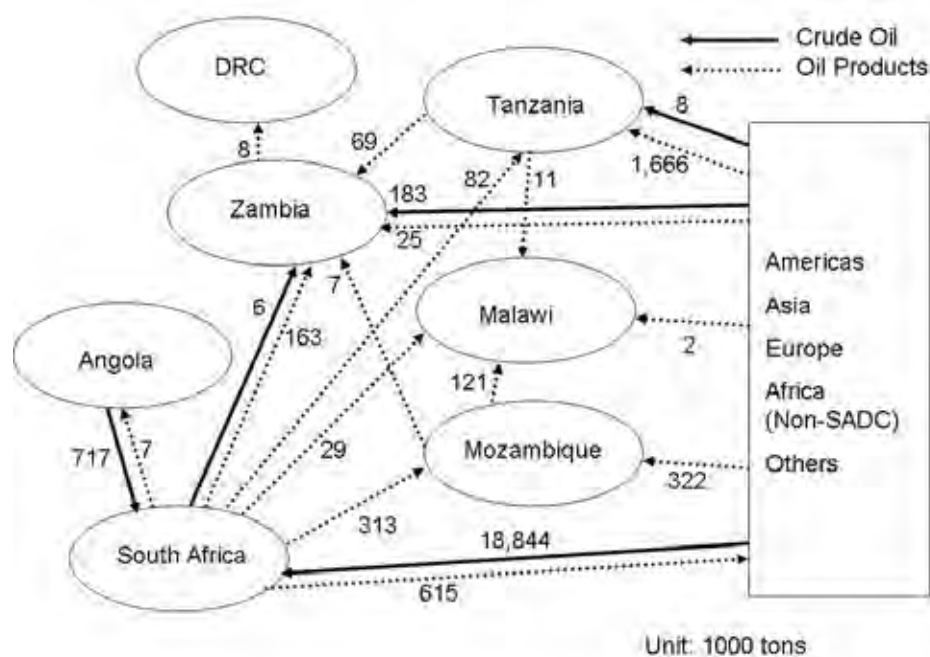 DRC
Crude Oil
Oil Products
Tanzania
8
69
8
1,666
82
11
183
Zambia
25
Americas
7
6
Malawi
Asia
163
2
Europe
Angola
121
Africa
(Non-SADC)
29
Mozambique
717
7
Others
322
313
18,844
South Africa
615
Unit: 1000 tons